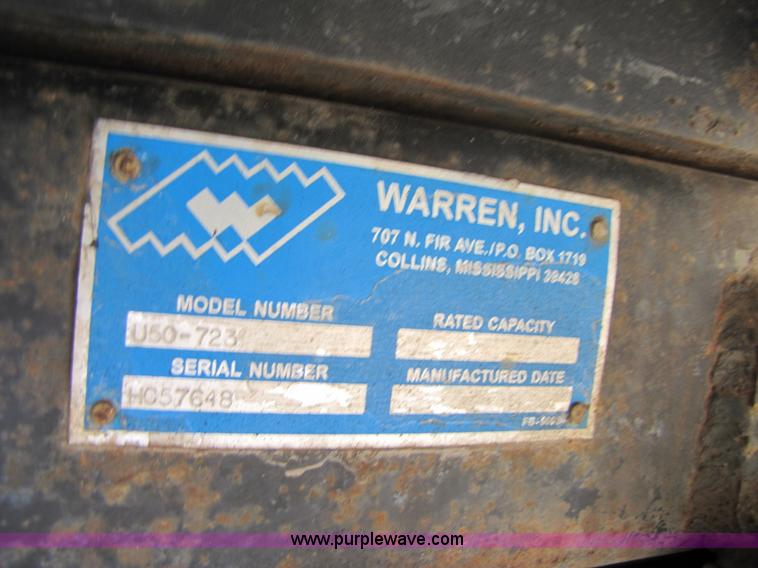 WARREN, INC.
707 N. FIR AVE./P.O. BOX 1719
COLLINS, MISSISSIPPI 39428
MODEL NUMBER
U50-723
RATED CAPACITY
SERIAL NUMBER
H057648
MANUFACTURED DATE
www.purplewave.com